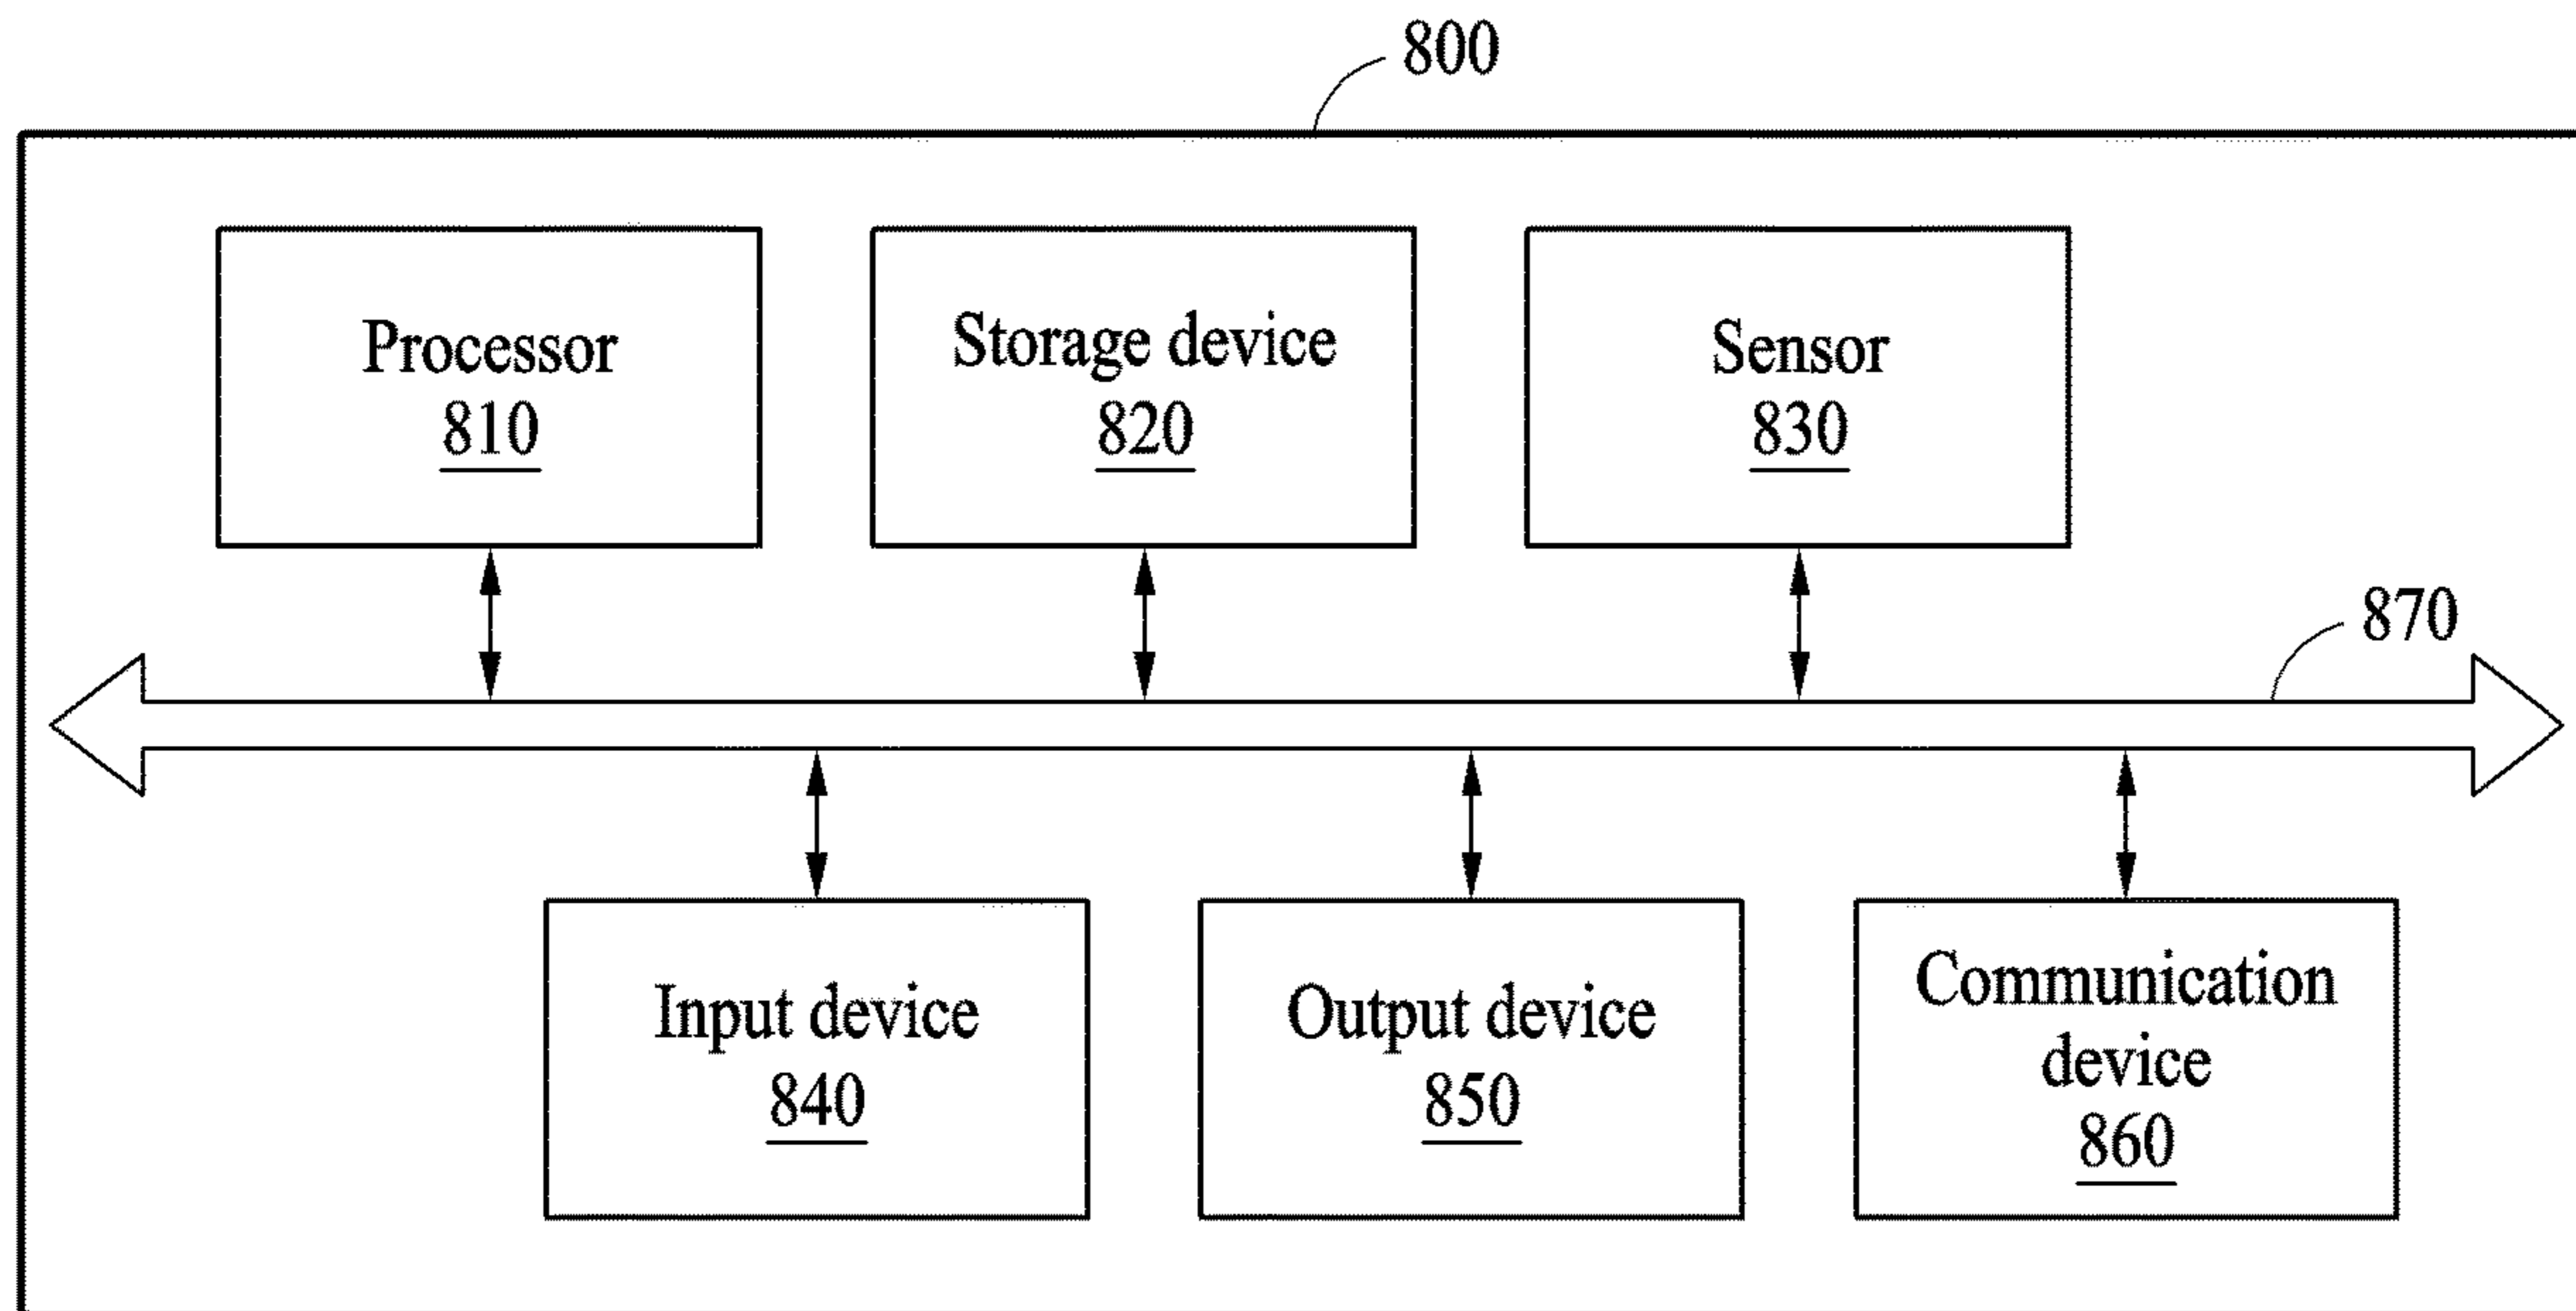 800
Processor
810
Storage device
820
Sensor
830
870
Input device
840
Output device
850
Communication
device
860